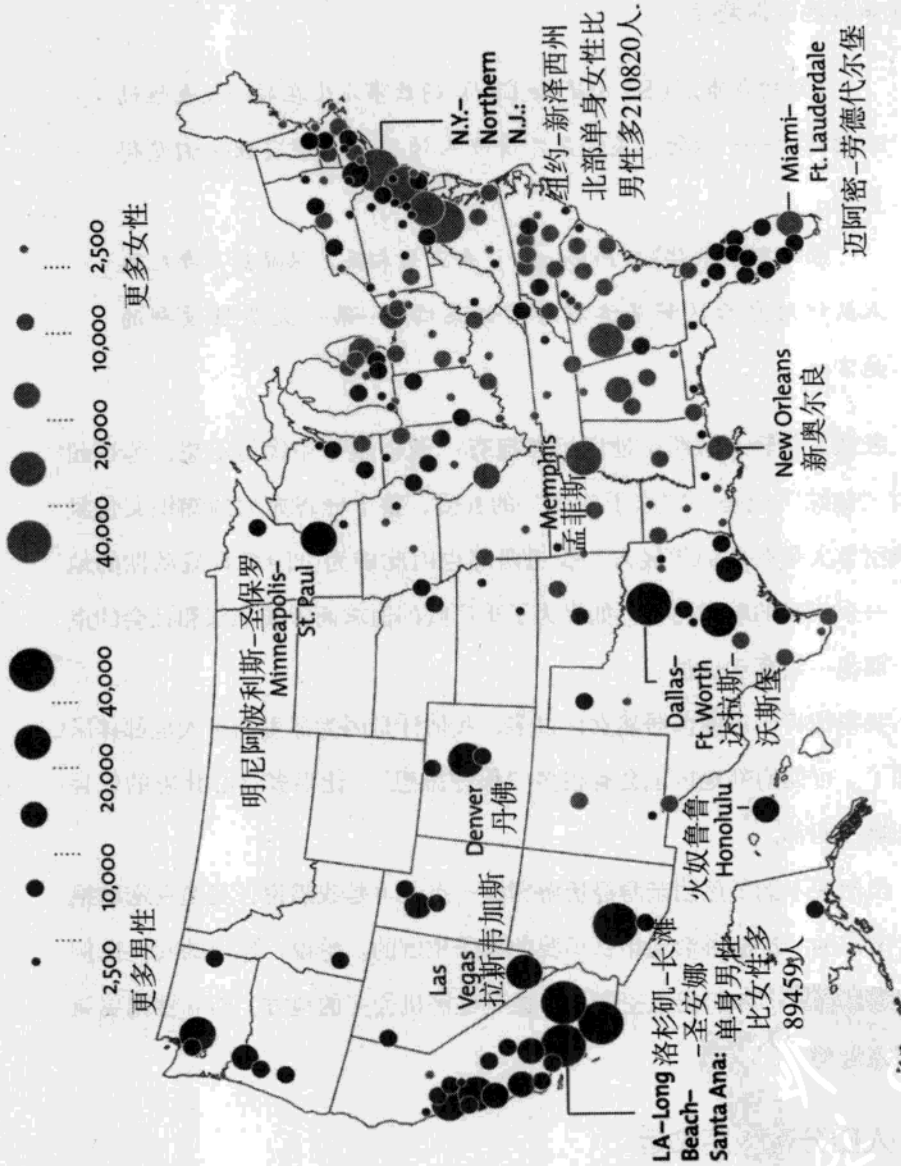 2,500
10,000
20,000
40,000
更多男性
40,000
20,000
10,000
2,500
更多女性
明尼阿波利斯–圣保罗
Minneapolis–
St. Paul
N.Y.–
Northern
N.J.:
纽约–新泽西州
北部单身女性比
男性多210820人.
Denver
丹佛
Las
Vegas
拉斯韦加斯
Memphis
孟菲斯
LA–Long
Beach–
Santa Ana:
洛杉矶–长滩
–圣安娜
单身男性
比女性多
89459人
火奴鲁鲁
Honolulu
Dallas–
Ft. Worth
达拉斯–
沃斯堡
New Orleans
新奥尔良
Miami–
Ft. Lauderdale
迈阿密–劳德代尔堡